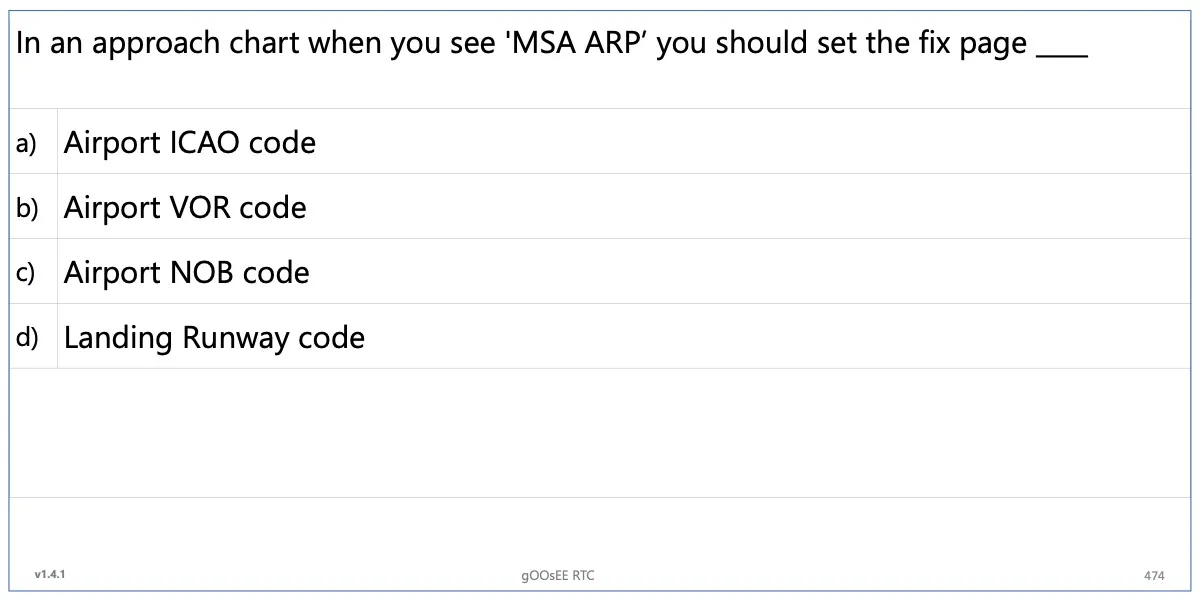 In an approach chart when you see 'MSA ARP’ you should set the fix page ____
a) Airport ICAO code
b) Airport VOR code
c) Airport NOB code
d) Landing Runway code
v1.4.1 gOOsEE RTC 474